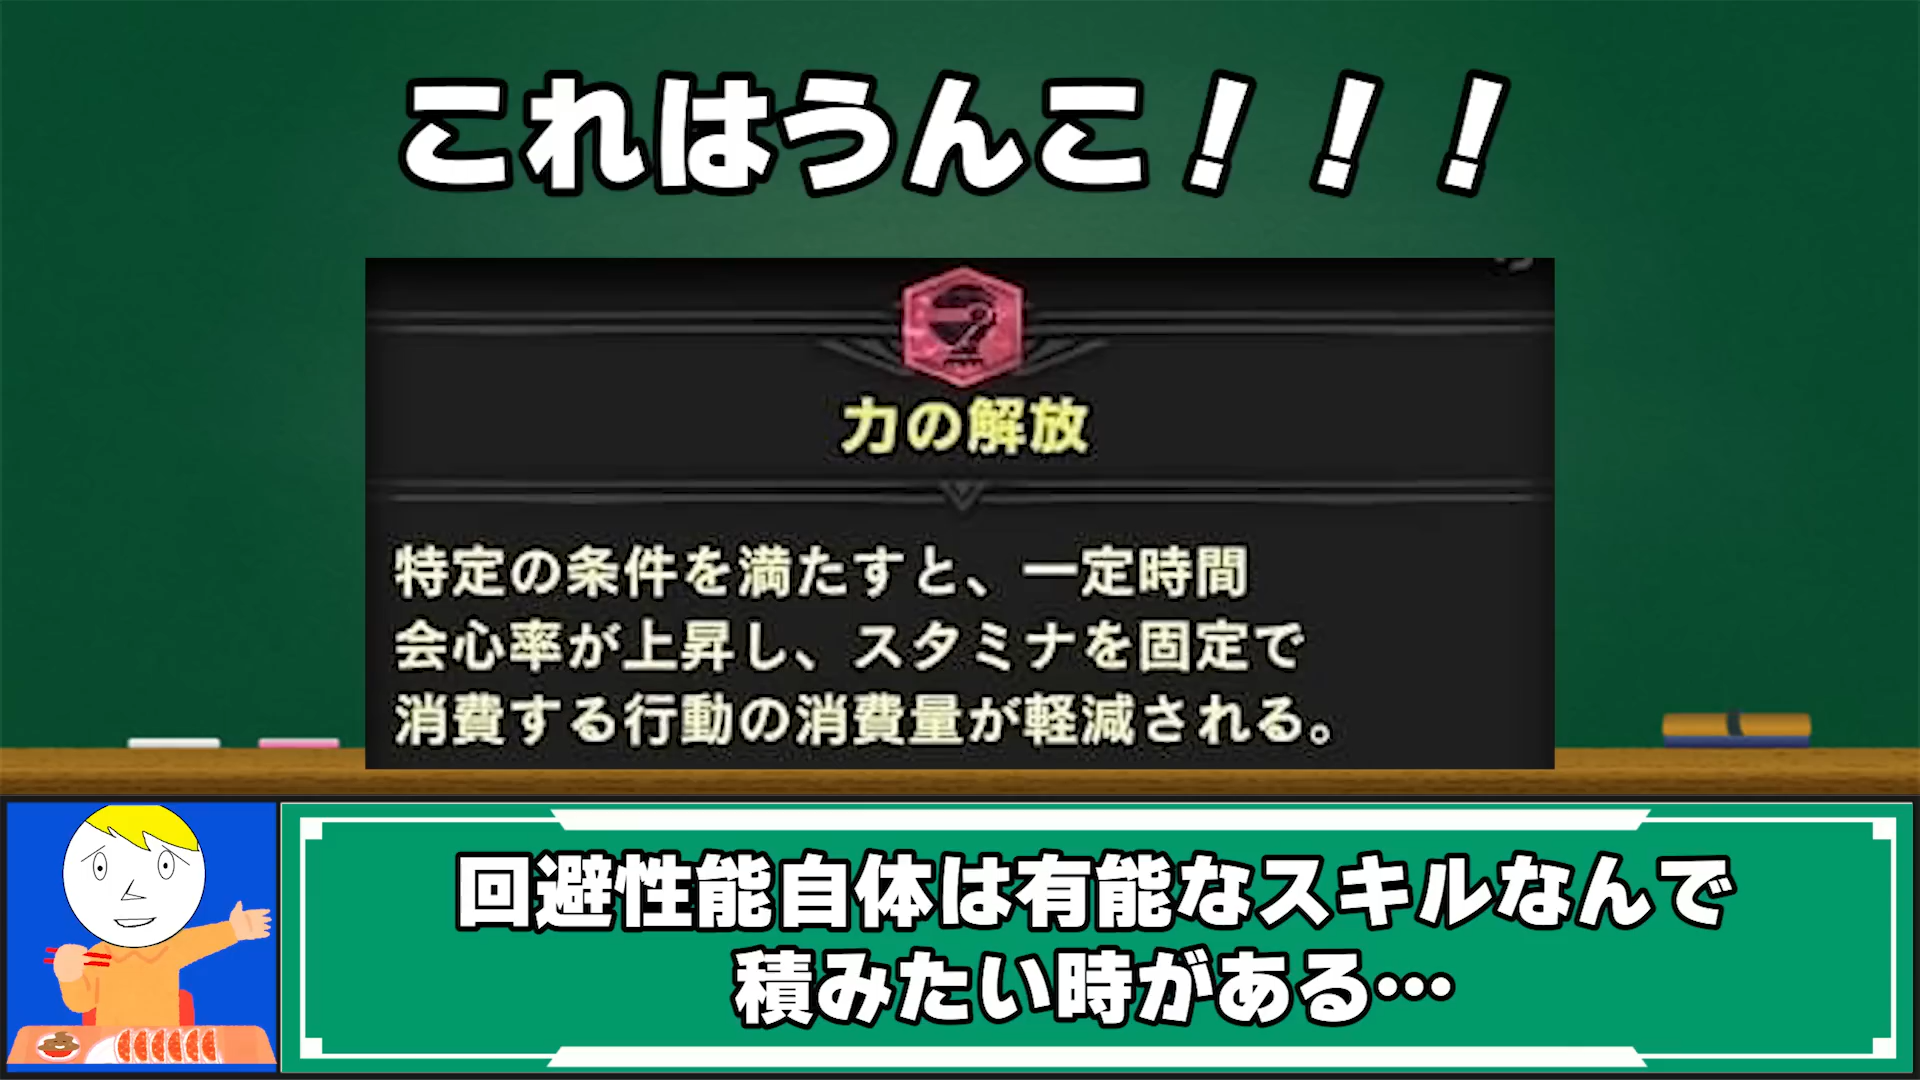 これはうんこ！！！
力の解放
特定の条件を満たすと、一定時間
会心率が上昇し、スタミナを固定で
消費する行動の消費量が軽減される。
回避性能自体は有能なスキルなんで
積みたい時がある…